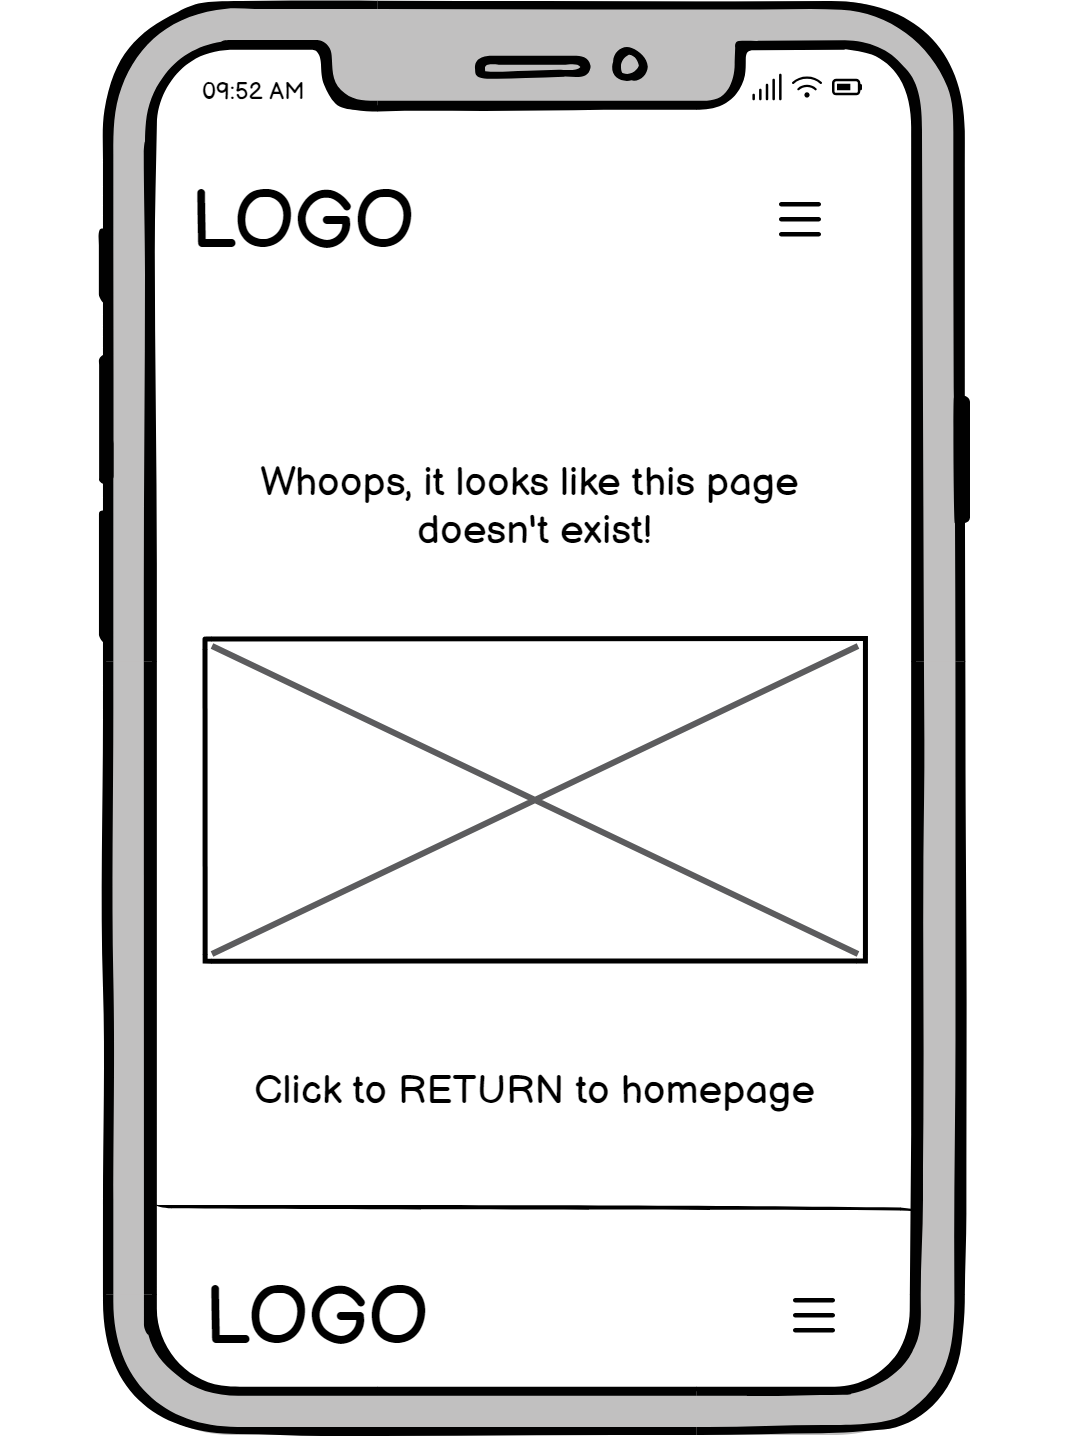 09:52 AM
LOGO
Whoops, it looks like this page
doesn't exist!
Click to RETURN to homepage
LOGO